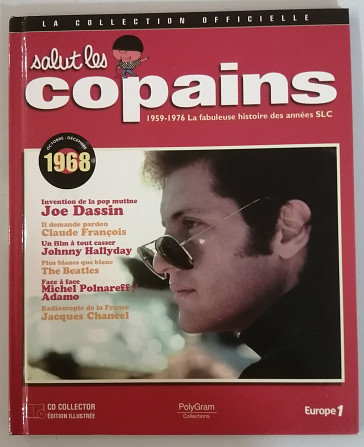 LA COLLECTION OFFICIELLE
salut les
copains
1959-1976 La fabuleuse histoire des années SLC
OCTOBRE - DÉCEMBRE
1968
Invention de la pop mutine
Joe Dassin
Il demande pardon
Claude François
Un film à tout casser
Johnny Hallyday
Plus blancs que blanc
The Beatles
Face à face
Michel Polnareff /
Adamo
Radioscopie de la France
Jacques Chancel
CD COLLECTOR
ÉDITION ILLUSTRÉE
PolyGram
Collections
Europe 1